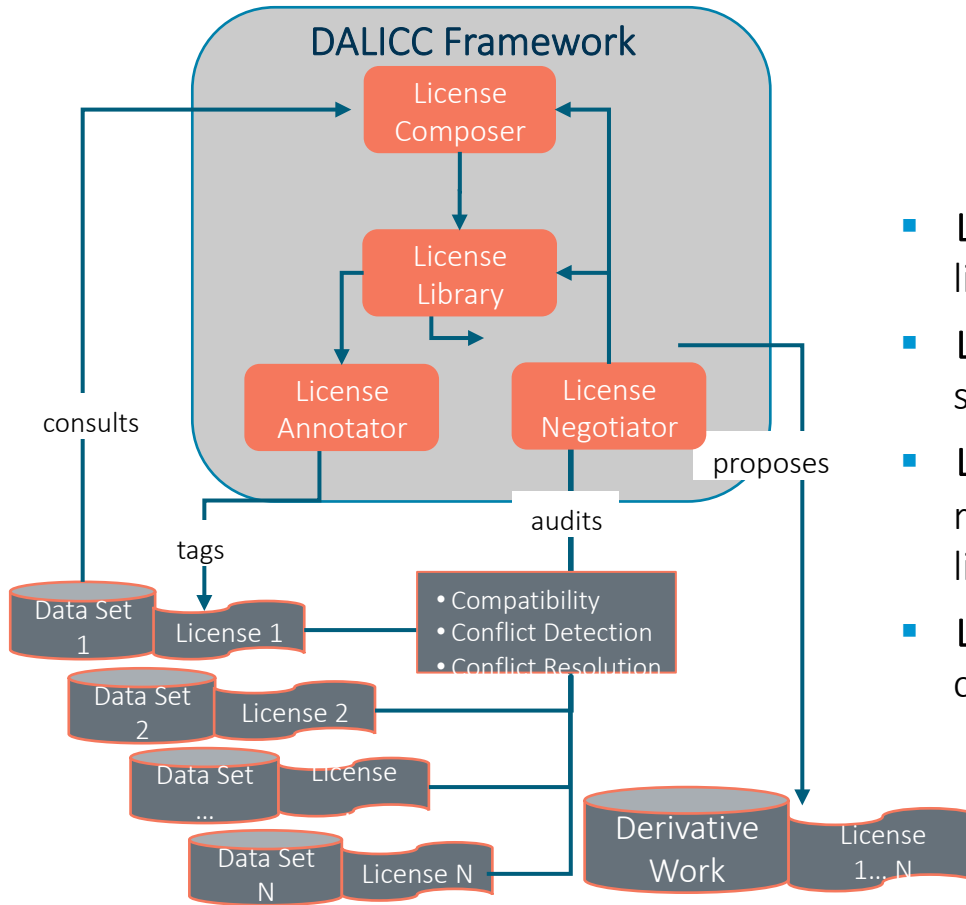 DALICC Framework
License
Composer
License
Library
License
Annotator
License
Negotiator
consults
proposes
audits
tags
• Compatibility
• Conflict Detection
• Conflict Resolution
Data Set
1
License 1
Data Set
2
License 2
Data Set
...
License
Data Set
N
License N
Derivative
Work
License
1... N
▪ L
li
▪ L
s
▪ L
r
li
▪ L
c